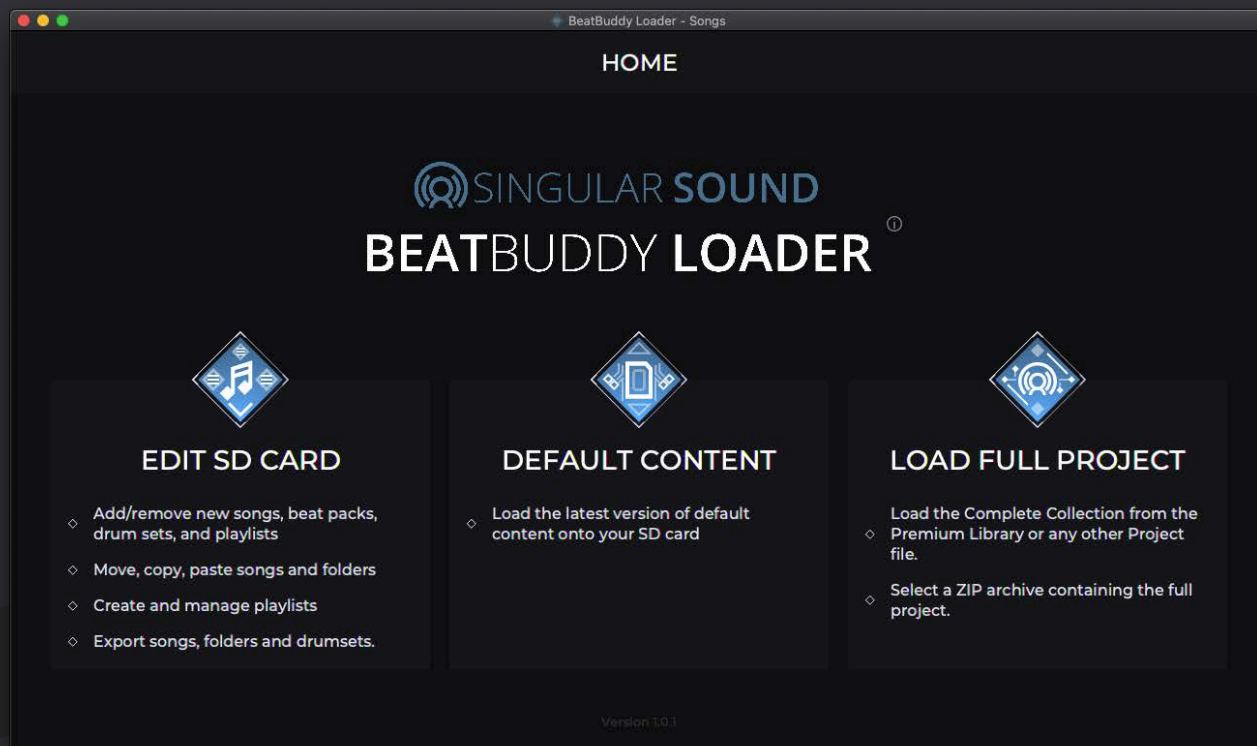 BeatBuddy Loader - Songs
HOME
SINGULAR SOUND
BEATBUDDY LOADER
EDIT SD CARD
Add/remove new songs, beat packs,
drum sets, and playlists
Move, copy, paste songs and folders
Create and manage playlists
Export songs, folders and drumsets.
DEFAULT CONTENT
Load the latest version of default
content onto your SD card
LOAD FULL PROJECT
Load the Complete Collection from the
Premium Library or any other Project
file.
Select a ZIP archive containing the full
project.
Version 1.0.1